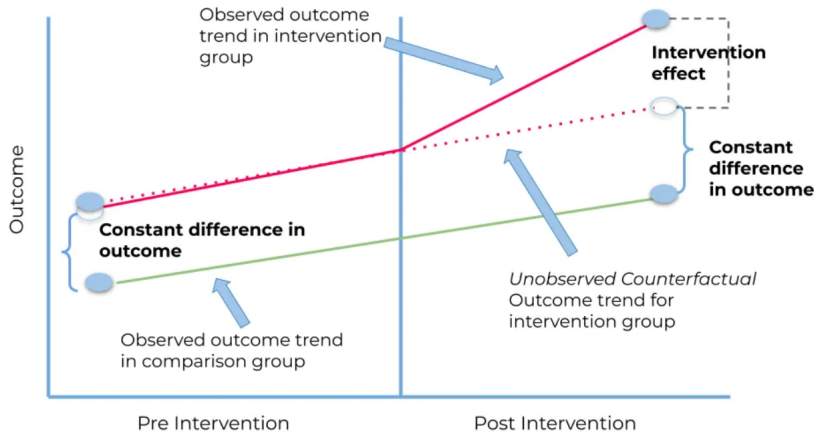 Observed outcome
trend in intervention
group
Intervention
effect
Constant
difference
in outcome
Outcome
Constant difference in
outcome
Unobserved Counterfactual
Outcome trend for
intervention group
Observed outcome trend
in comparison group
Pre Intervention
Post Intervention